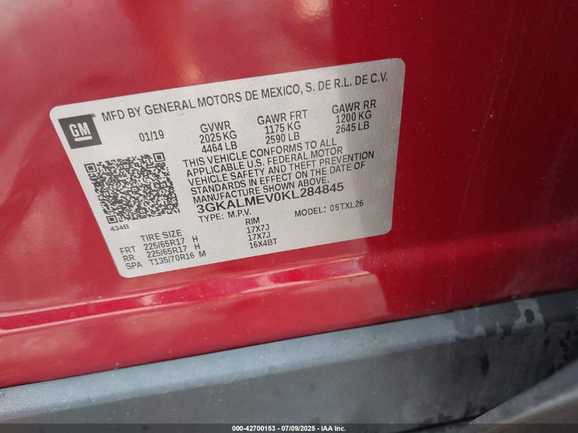 MFD BY GENERAL MOTORS DE MEXICO, S. DE R.L. DE C.V.
GM
01/19 GVWR GAWR FRT GAWR RR
2025 KG 1175 KG 1200 KG
4464 LB 2590 LB 2645 LB
THIS VEHICLE CONFORMS TO ALL
APPLICABLE U.S. FEDERAL MOTOR
VEHICLE SAFETY AND THEFT PREVENTION
STANDARDS IN EFFECT ON THE DATE OF
MANUFACTURE SHOWN ABOVE.
3GKALMEV0KL284845
434B
TYPE: M.P.V. MODEL: 05TXL26
TIRE SIZE RIM
FRT 225/65R17 H 17X7J
RR 225/65R17 H 17X7J
SPA T135/70R16 M 16X4BT
000-42700153 | 07/09/2025 | IAA Inc.